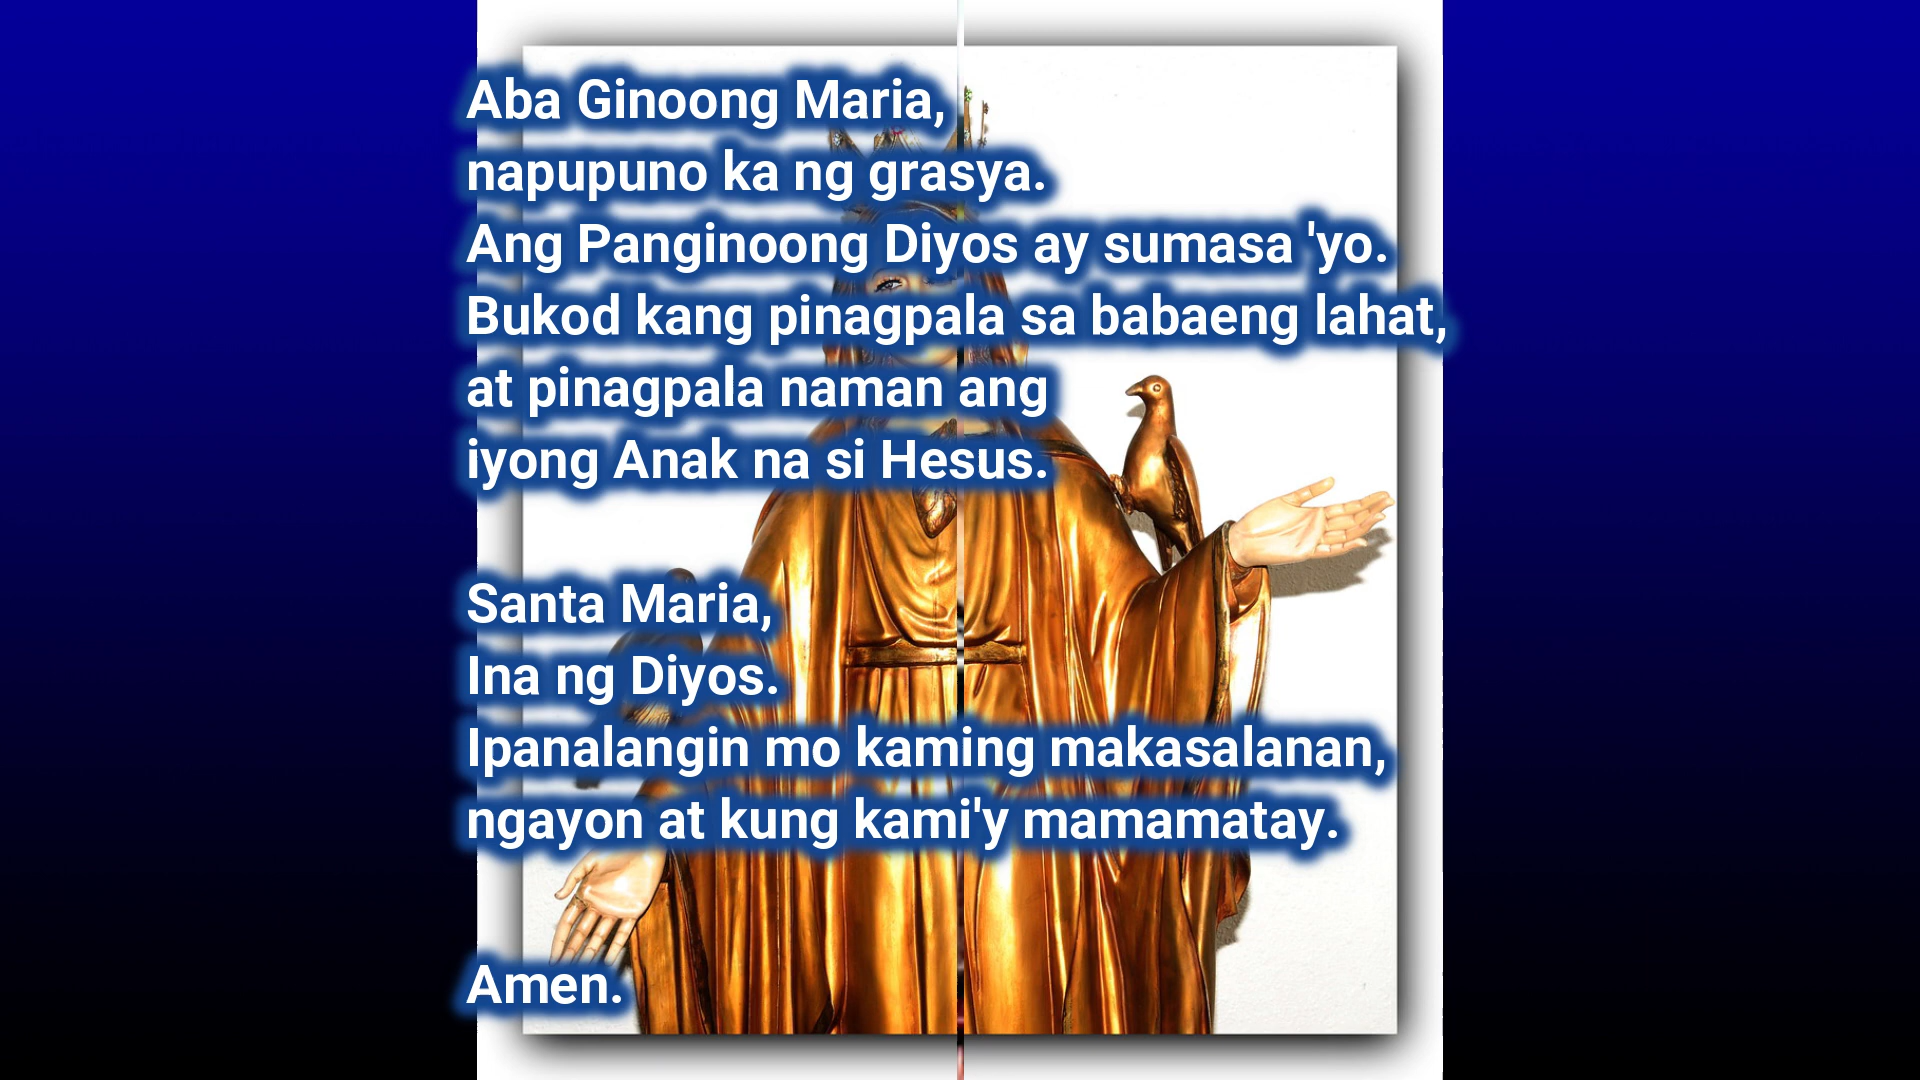 Aba Ginoong Maria,
napupuno ka ng grasya.
Ang Panginoong Diyos ay sumasa 'yo.
Bukod kang pinagpala sa babaeng lahat,
at pinagpala naman ang
iyong Anak na si Hesus.
Santa Maria,
Ina ng Diyos.
Ipanalangin mo kaming makasalanan,
ngayon at kung kami'y mamamatay.
Amen.